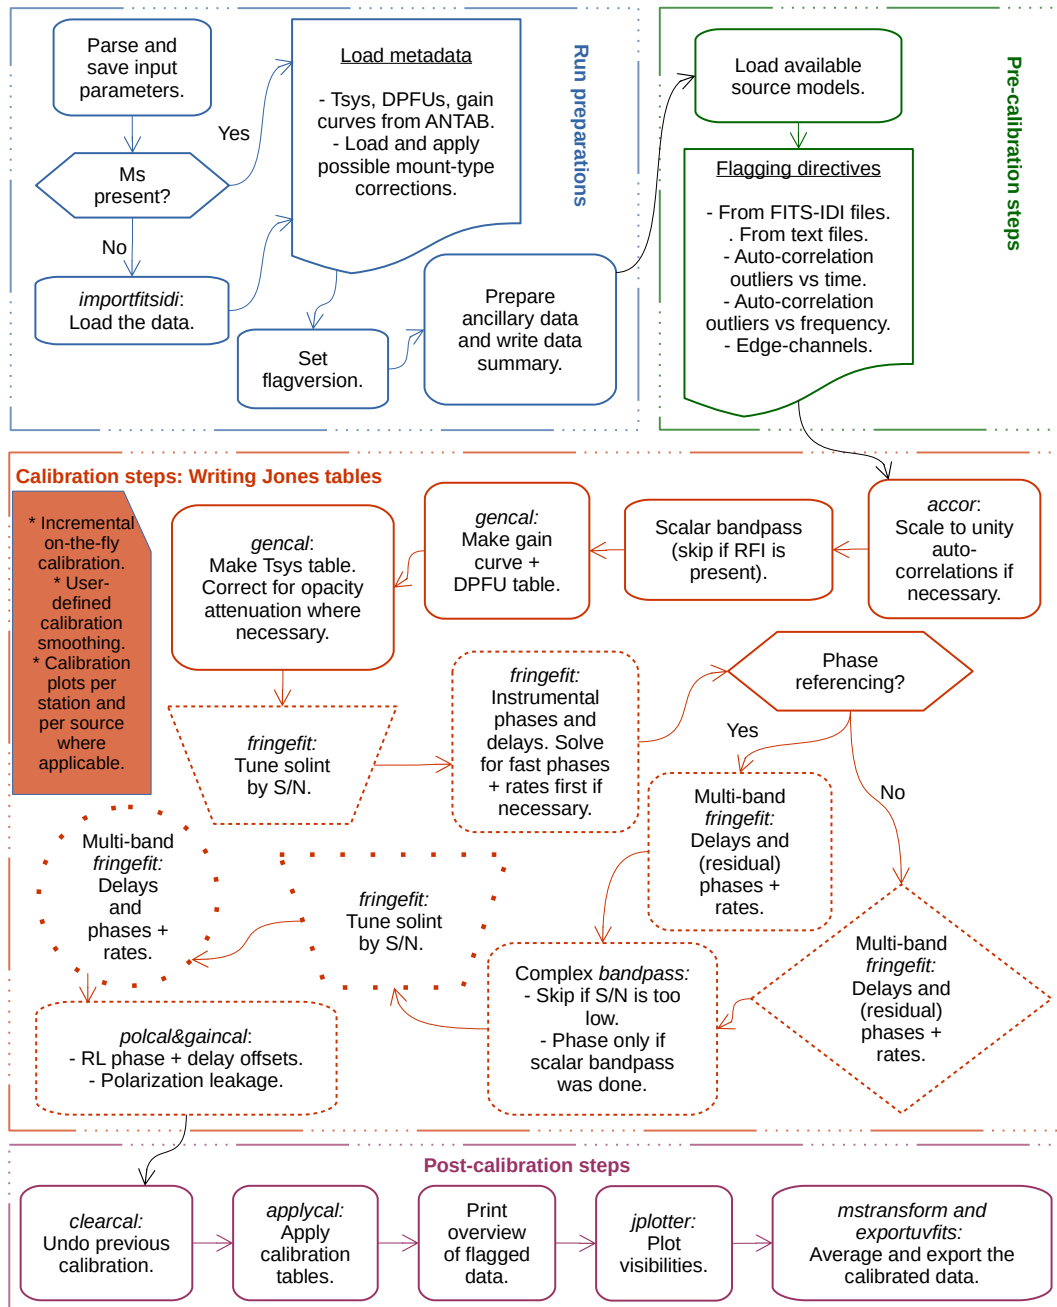 Parse and
save input
parameters.
Ms
present?
Yes
No
importfitsidi:
Load the data.
Load metadata
- Tsys, DPFUs, gain
curves from ANTAB.
- Load and apply
possible mount-type
corrections.
Set
flagversion.
Prepare
ancillary data
and write data
summary.
Run preparations
Load available
source models.
Flagging directives
- From FITS-IDI files.
. From text files.
- Auto-correlation
outliers vs time.
- Auto-correlation
outliers vs frequency.
- Edge-channels.
Pre-calibration steps
Calibration steps: Writing Jones tables
* Incremental
on-the-fly
calibration.
* User-
defined
calibration
smoothing.
* Calibration
plots per
station and
per source
where
applicable.
accor:
Scale to unity
auto-
correlations if
necessary.
Scalar bandpass
(skip if RFI is
present).
gencal:
Make gain
curve +
DPFU table.
gencal:
Make Tsys table.
Correct for opacity
attenuation where
necessary.
fringefit:
Tune solint
by S/N.
fringefit:
Instrumental
phases and
delays. Solve
for fast phases
+ rates first if
necessary.
Phase
referencing?
Yes
No
Multi-band
fringefit:
Delays and
(residual)
phases +
rates.
Multi-band
fringefit:
Delays and
(residual)
phases +
rates.
Complex bandpass:
- Skip if S/N is too
low.
- Phase only if
scalar bandpass
was done.
fringefit:
Tune solint
by S/N.
Multi-band
fringefit:
Delays
and
phases +
rates.
polcal&gaincal:
- RL phase + delay offsets.
- Polarization leakage.
Post-calibration steps
clearcal:
Undo previous
calibration.
applycal:
Apply
calibration
tables.
Print
overview
of flagged
data.
jplotter:
Plot
visibilities.
mstransform and
exportuvfits:
Average and export the
calibrated data.